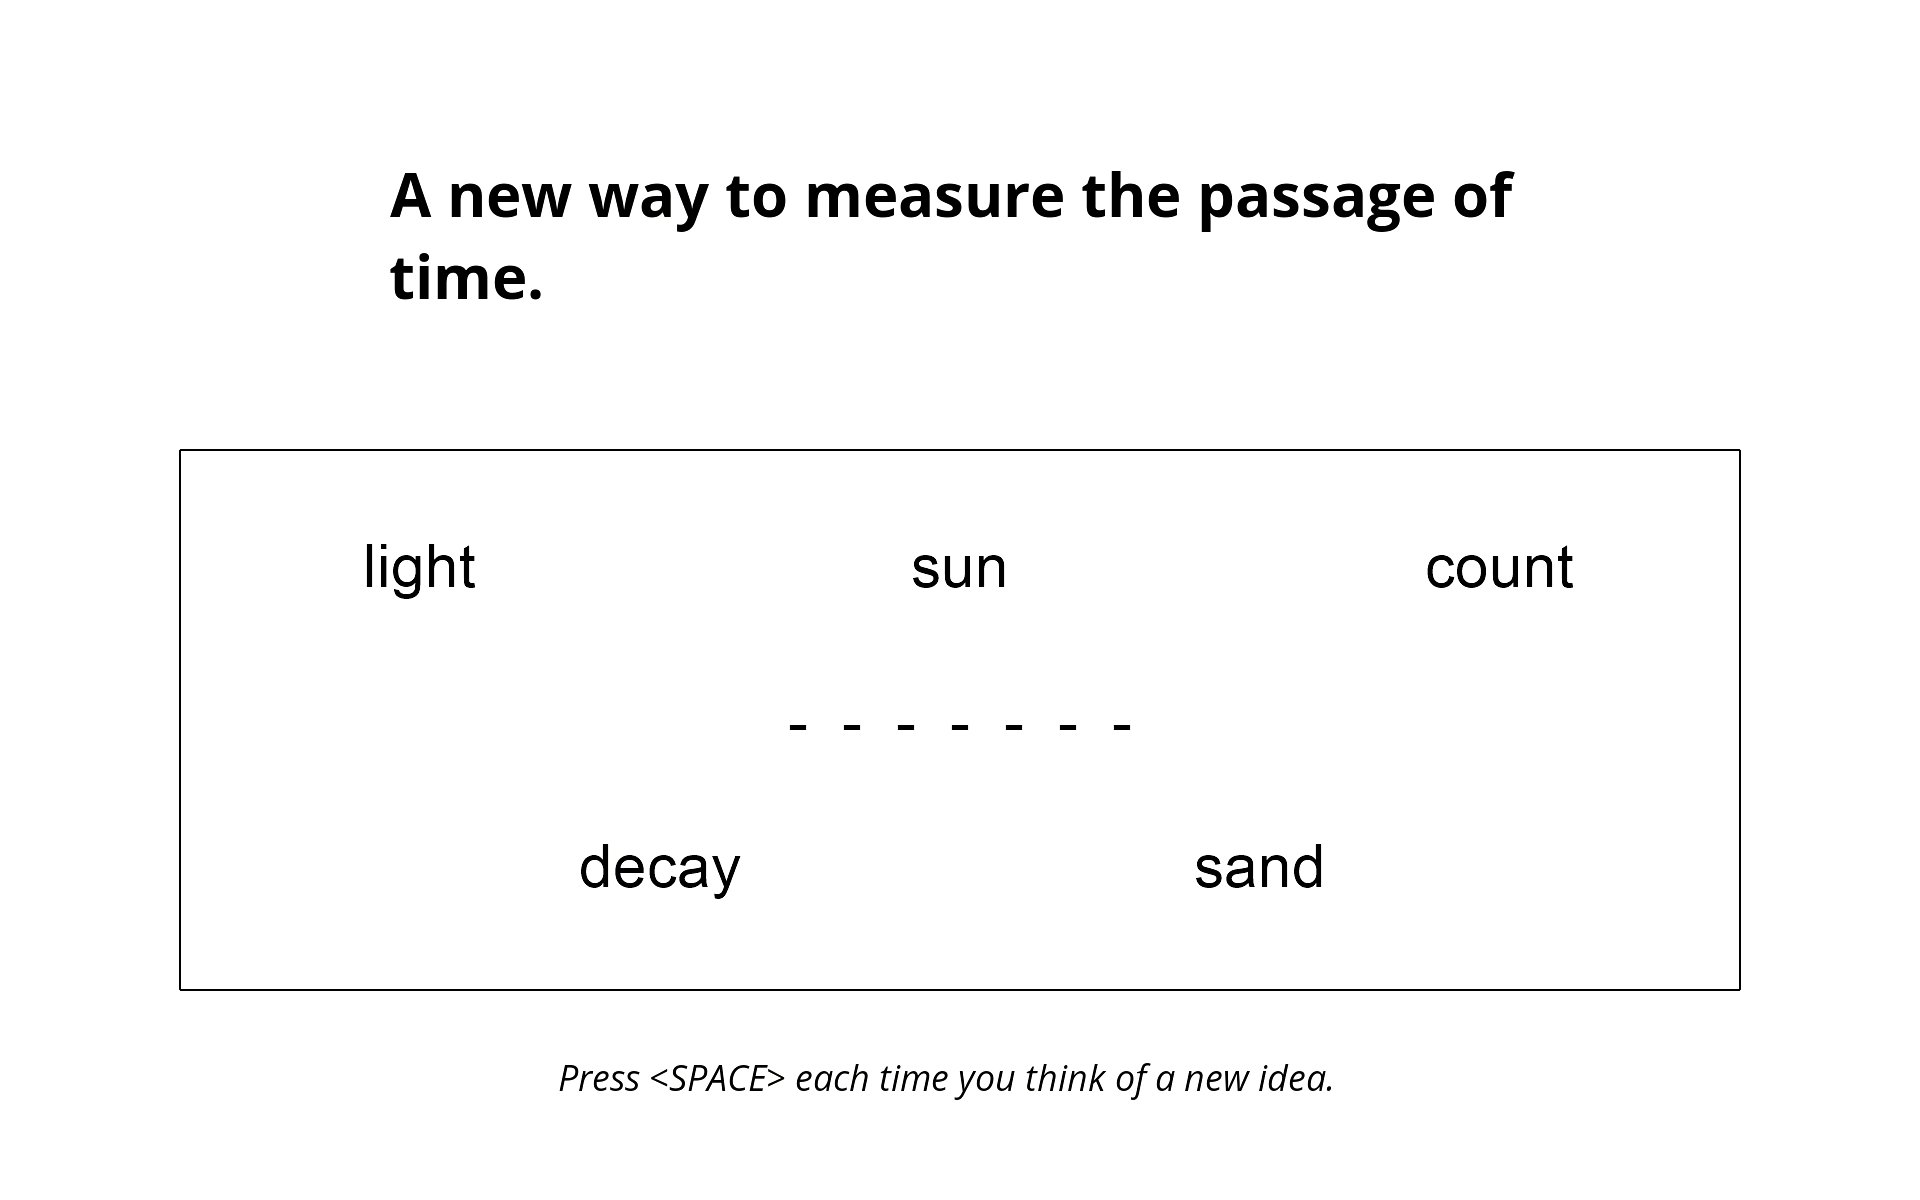 A new way to measure the passage of
time.
light sun count
- - - - - - -
decay sand
Press <SPACE> each time you think of a new idea.